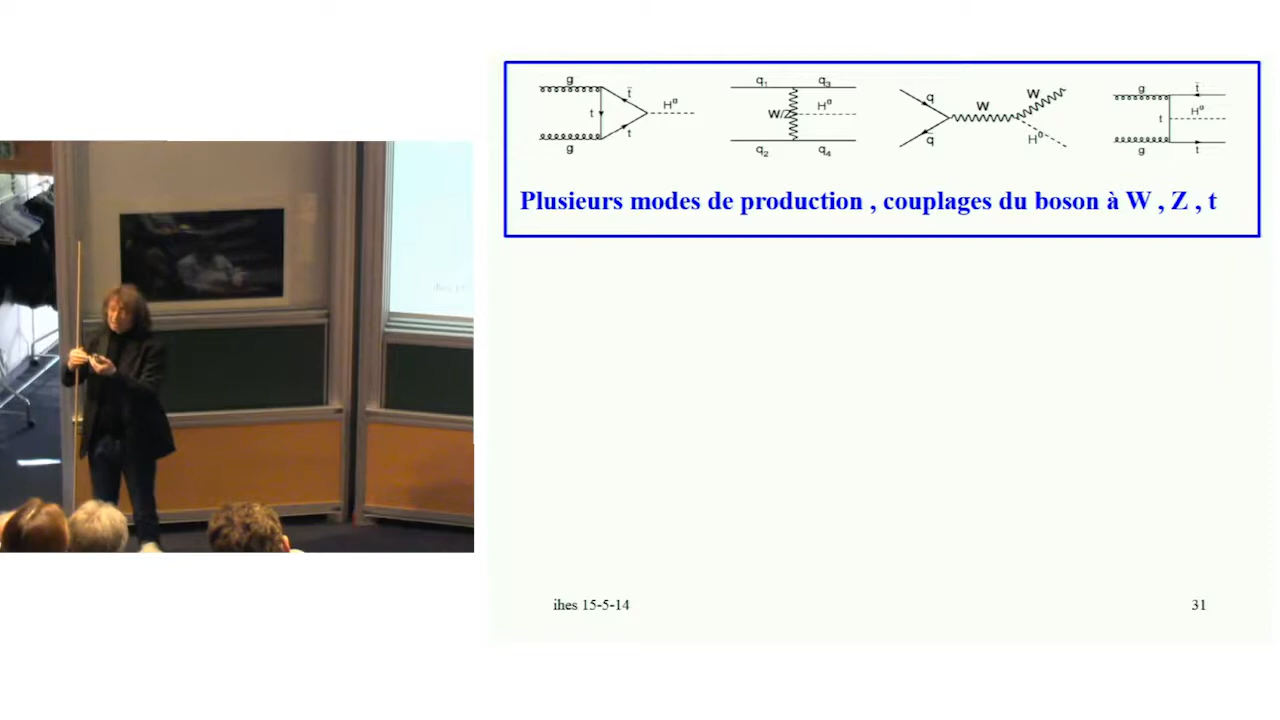 g t̄ t t g H⁰
q₁ q₃ W/Z H⁰ q₂ q₄
q q̄ W W H⁰
g t̄ t H⁰ g t
Plusieurs modes de production , couplages du boson à W , Z , t
ihes 15-5-14
31